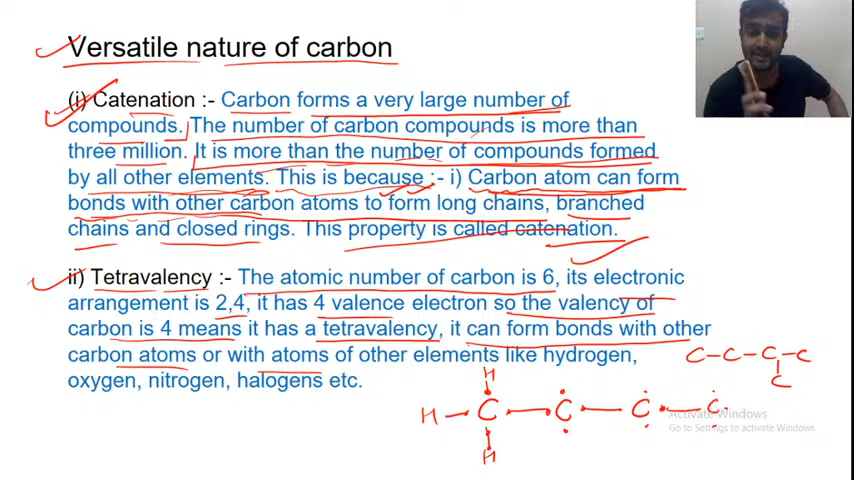 Versatile nature of carbon
(i) Catenation :- Carbon forms a very large number of
compounds. The number of carbon compounds is more than
three million. It is more than the number of compounds formed
by all other elements. This is because :- i) Carbon atom can form
bonds with other carbon atoms to form long chains, branched
chains and closed rings. This property is called catenation.
ii) Tetravalency :- The atomic number of carbon is 6, its electronic
arrangement is 2,4, it has 4 valence electron so the valency of
carbon is 4 means it has a tetravalency, it can form bonds with other
carbon atoms or with atoms of other elements like hydrogen,
oxygen, nitrogen, halogens etc.
C-C-C-C
C
H
H-C-C-C-C
H
Activate Windows
Go to Settings to activate Windows.